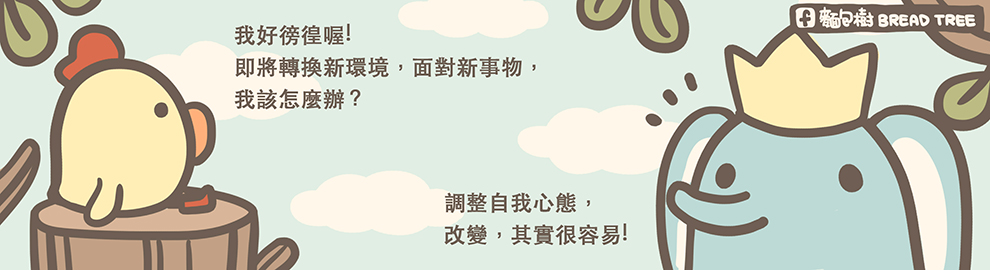 麵包樹 BREAD TREE
我好徬徨喔!
即將轉換新環境，面對新事物，
我該怎麼辦？
調整自我心態，
改變，其實很容易!